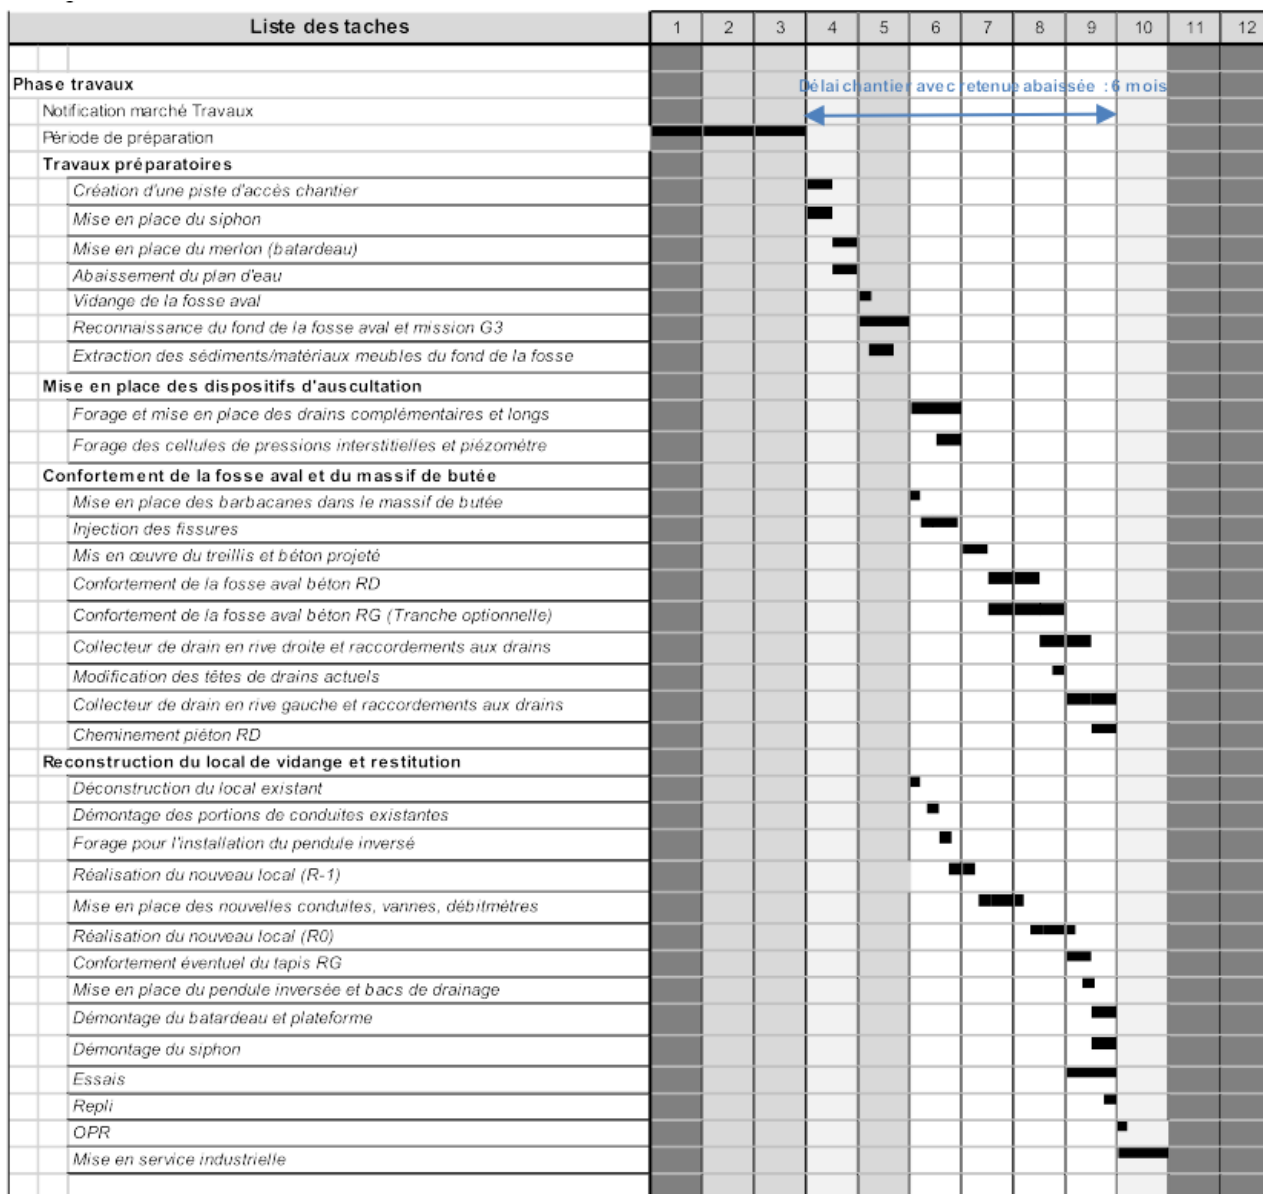 Liste des taches 1 2 3 4 5 6 7 8 9 10 11 12
Phase travaux
Délai chantier avec retenue abaissée : 6 mois
Notification marché Travaux
Période de préparation
Travaux préparatoires
Création d'une piste d'accès chantier
Mise en place du siphon
Mise en place du merlon (batardeau)
Abaissement du plan d'eau
Vidange de la fosse aval
Reconnaissance du fond de la fosse aval et mission G3
Extraction des sédiments/matériaux meubles du fond de la fosse
Mise en place des dispositifs d'auscultation
Forage et mise en place des drains complémentaires et longs
Forage des cellules de pressions interstitielles et piézomètre
Confortement de la fosse aval et du massif de butée
Mise en place des barbacanes dans le massif de butée
Injection des fissures
Mis en œuvre du treillis et béton projeté
Confortement de la fosse aval béton RD
Confortement de la fosse aval béton RG (Tranche optionnelle)
Collecteur de drain en rive droite et raccordements aux drains
Modification des têtes de drains actuels
Collecteur de drain en rive gauche et raccordements aux drains
Cheminement piéton RD
Reconstruction du local de vidange et restitution
Déconstruction du local existant
Démontage des portions de conduites existantes
Forage pour l'installation du pendule inversé
Réalisation du nouveau local (R-1)
Mise en place des nouvelles conduites, vannes, débitmètres
Réalisation du nouveau local (R0)
Confortement éventuel du tapis RG
Mise en place du pendule inversée et bacs de drainage
Démontage du batardeau et plateforme
Démontage du siphon
Essais
Repli
OPR
Mise en service industrielle